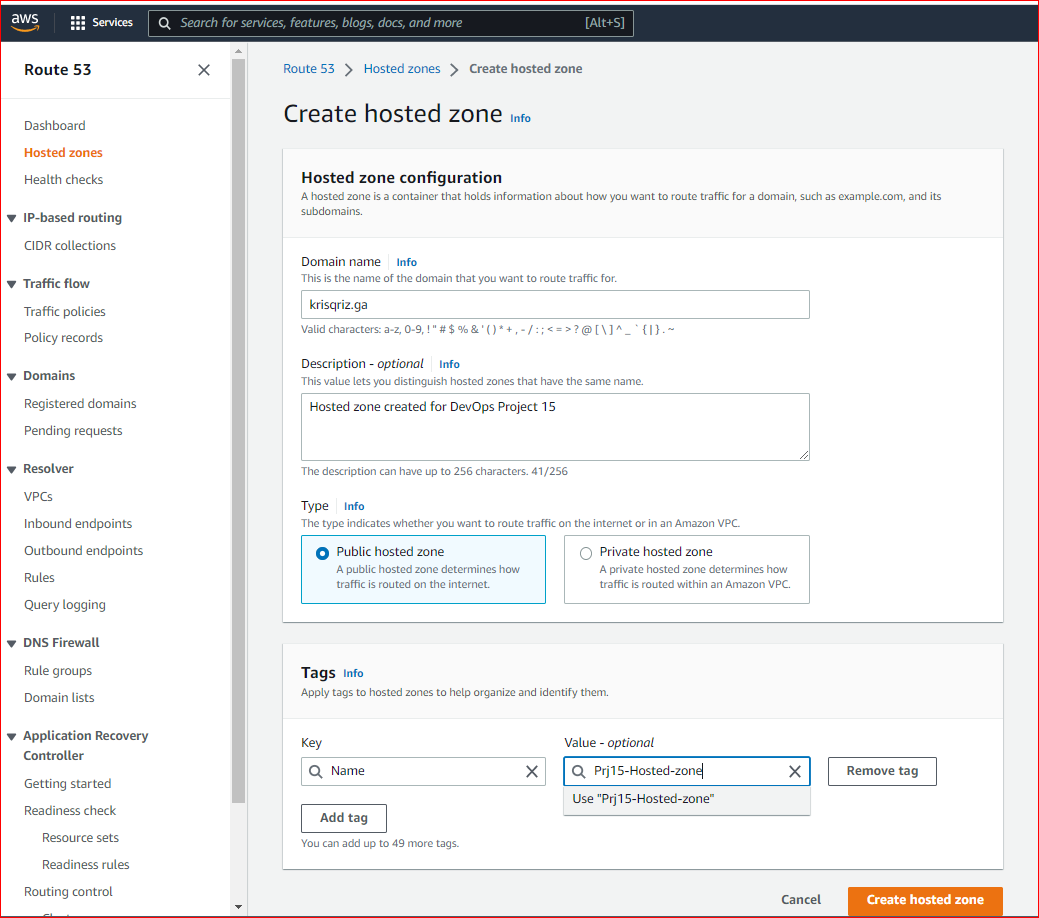 aws
Services
Search for services, features, blogs, docs, and more
[Alt+S]
Route 53
Dashboard
Hosted zones
Health checks
IP-based routing
CIDR collections
Traffic flow
Traffic policies
Policy records
Domains
Registered domains
Pending requests
Resolver
VPCs
Inbound endpoints
Outbound endpoints
Rules
Query logging
DNS Firewall
Rule groups
Domain lists
Application Recovery
Controller
Getting started
Readiness check
Resource sets
Readiness rules
Routing control
Route 53 > Hosted zones > Create hosted zone
Create hosted zone Info
Hosted zone configuration
A hosted zone is a container that holds information about how you want to route traffic for a domain, such as example.com, and its
subdomains.
Domain name Info
This is the name of the domain that you want to route traffic for.
krisqriz.ga
Valid characters: a-z, 0-9, ! " # $ % & ' ( ) * + , - / : ; < = > ? @ [ \ ] ^ _ ` { | } . ~
Description - optional Info
This value lets you distinguish hosted zones that have the same name.
Hosted zone created for DevOps Project 15
The description can have up to 256 characters. 41/256
Type Info
The type indicates whether you want to route traffic on the internet or in an Amazon VPC.
Public hosted zone
A public hosted zone determines how
traffic is routed on the internet.
Private hosted zone
A private hosted zone determines how
traffic is routed within an Amazon VPC.
Tags Info
Apply tags to hosted zones to help organize and identify them.
Key
Name
Value - optional
Prj15-Hosted-zone
Use "Prj15-Hosted-zone"
Remove tag
Add tag
You can add up to 49 more tags.
Cancel
Create hosted zone